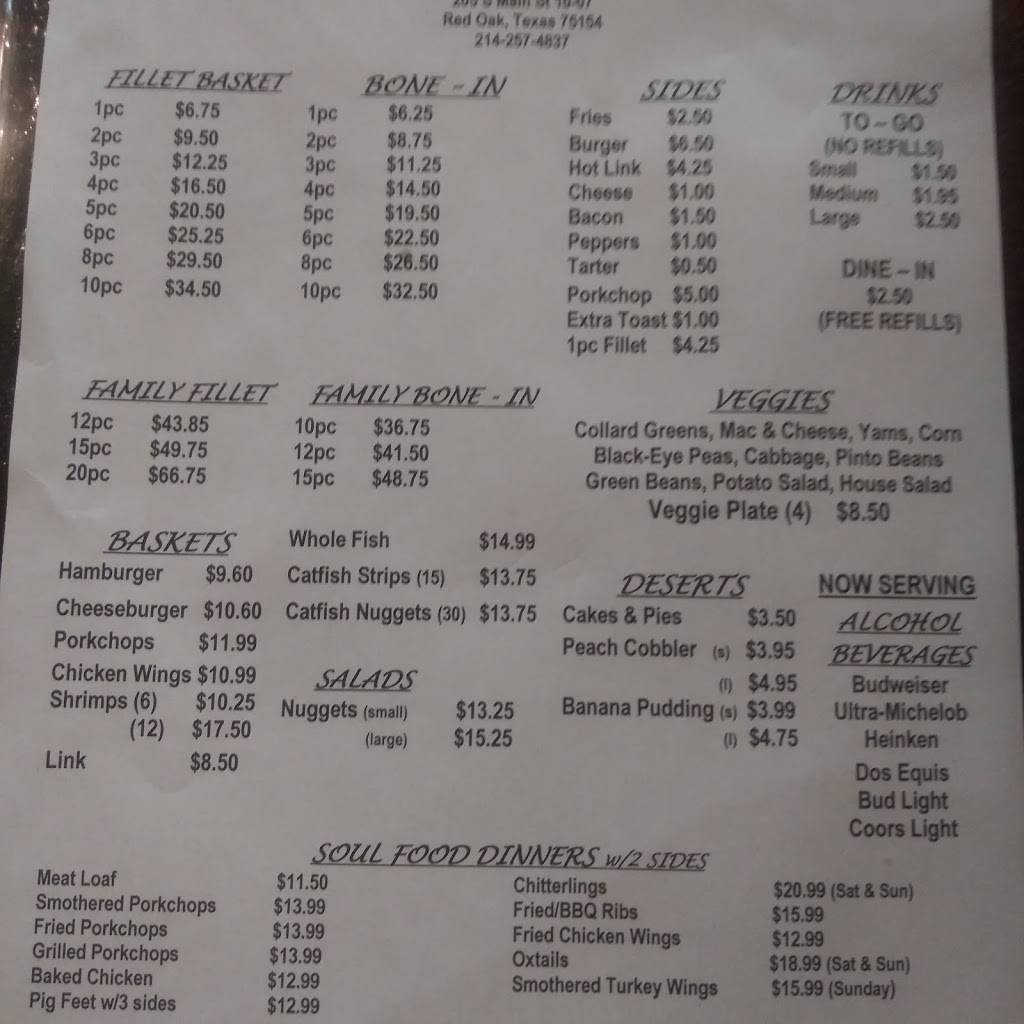 Red Oak, Texas 75154
214-257-4837
FILLET BASKET
1pc $6.75
2pc $9.50
3pc $12.25
4pc $16.50
5pc $20.50
6pc $25.25
8pc $29.50
10pc $34.50
BONE - IN
1pc $6.25
2pc $8.75
3pc $11.25
4pc $14.50
5pc $19.50
6pc $22.50
8pc $26.50
10pc $32.50
SIDES
Fries $2.50
Burger $6.50
Hot Link $4.25
Cheese $1.00
Bacon $1.50
Peppers $1.00
Tarter $0.50
Porkchop $5.00
Extra Toast $1.00
1pc Fillet $4.25
DRINKS
TO - GO
(NO REFILLS)
Small $1.50
Medium $1.95
Large $2.50
DINE - IN
$2.50
(FREE REFILLS)
FAMILY FILLET
12pc $43.85
15pc $49.75
20pc $66.75
FAMILY BONE - IN
10pc $36.75
12pc $41.50
15pc $48.75
VEGGIES
Collard Greens, Mac & Cheese, Yams, Corn
Black-Eye Peas, Cabbage, Pinto Beans
Green Beans, Potato Salad, House Salad
Veggie Plate (4) $8.50
BASKETS
Hamburger $9.60
Cheeseburger $10.60
Porkchops $11.99
Chicken Wings $10.99
Shrimps (6) $10.25
(12) $17.50
Link $8.50
Whole Fish $14.99
Catfish Strips (15) $13.75
Catfish Nuggets (30) $13.75
SALADS
Nuggets (small) $13.25
(large) $15.25
DESERTS
Cakes & Pies $3.50
Peach Cobbler (s) $3.95
(l) $4.95
Banana Pudding (s) $3.99
(l) $4.75
NOW SERVING
ALCOHOL
BEVERAGES
Budweiser
Ultra-Michelob
Heinken
Dos Equis
Bud Light
Coors Light
SOUL FOOD DINNERS w/2 SIDES
Meat Loaf $11.50
Smothered Porkchops $13.99
Fried Porkchops $13.99
Grilled Porkchops $13.99
Baked Chicken $12.99
Pig Feet w/3 sides $12.99
Chitterlings $20.99 (Sat & Sun)
Fried/BBQ Ribs $15.99
Fried Chicken Wings $12.99
Oxtails $18.99 (Sat & Sun)
Smothered Turkey Wings $15.99 (Sunday)